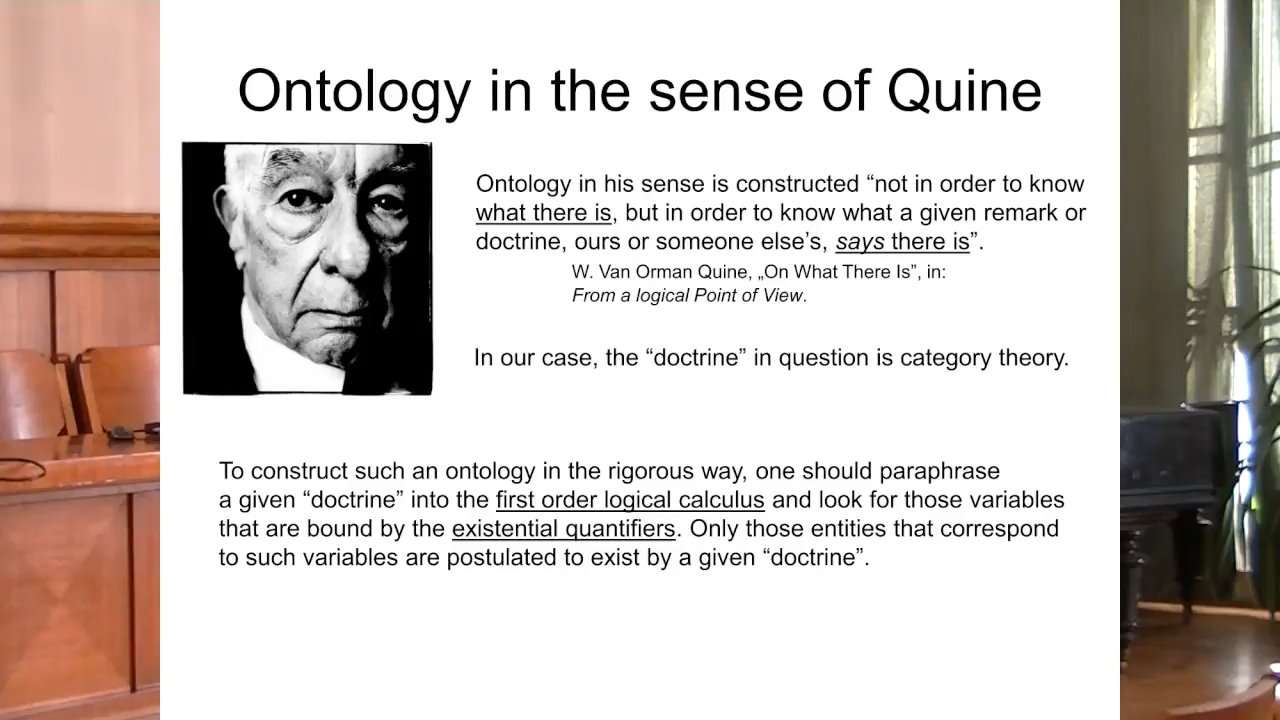 Ontology in the sense of Quine
Ontology in his sense is constructed “not in order to know
what there is, but in order to know what a given remark or
doctrine, ours or someone else’s, says there is”.
W. Van Orman Quine, „On What There Is”, in:
From a logical Point of View.
In our case, the “doctrine” in question is category theory.
To construct such an ontology in the rigorous way, one should paraphrase
a given “doctrine” into the first order logical calculus and look for those variables
that are bound by the existential quantifiers. Only those entities that correspond
to such variables are postulated to exist by a given “doctrine”.